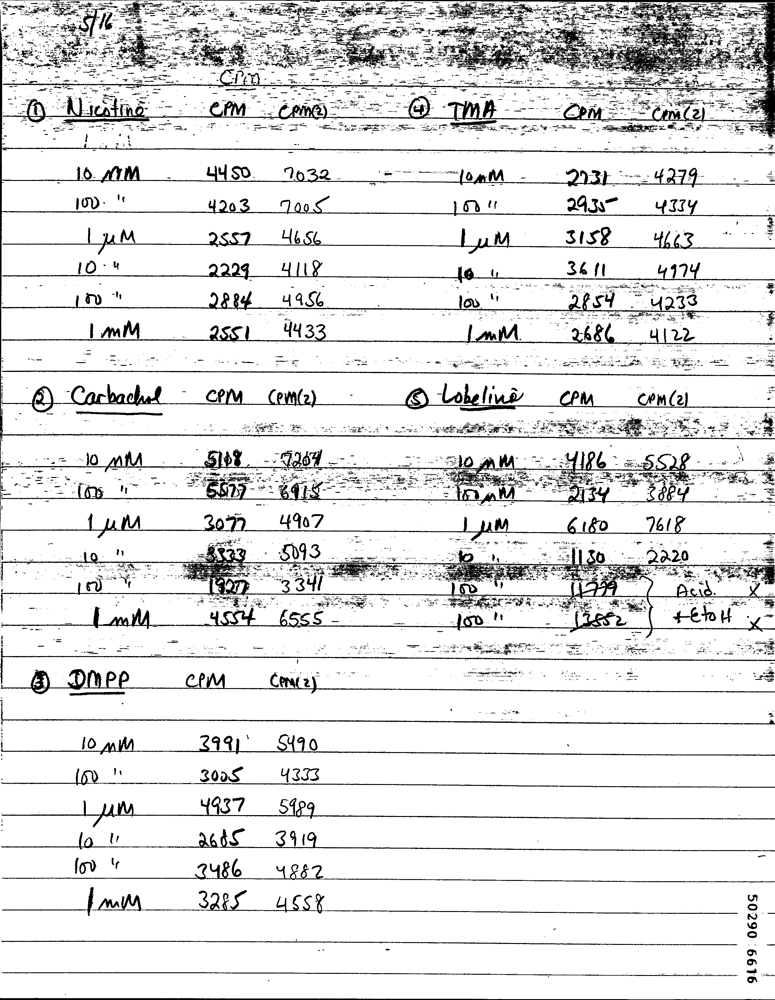 5/16
CPM
① Nicotine CPM CPM(2)
10 nM 4450 7032
100 " 4203 7005
1 µM 2557 4656
10 " 2229 4118
100 " 2884 4956
1 mM 2551 4433
④ TMA CPM CPM(2)
10 nM 2731 4279
100 " 2935 4334
1 µM 3158 4663
10 " 3611 4974
100 " 2854 4233
1 mM 2686 4122
② Carbachol CPM CPM(2)
10 nM 5108 7204
100 " 5577 6915
1 µM 3077 4907
10 " 3333 5093
100 " 1927 3341
1 mM 4554 6555
⑤ Lobeline CPM CPM(2)
10 nM 4186 5528
100 nM 2134 3884
1 µM 6180 7618
10 " 1130 2220
100 " 11779 Acid. X
100 " 13552 + EtoH X
③ DMPP CPM CPM(2)
10 nM 3991 5490
100 " 3005 4333
1 µM 4937 5989
10 " 2685 3919
100 " 3486 4882
1 mM 3285 4558
50290 6616